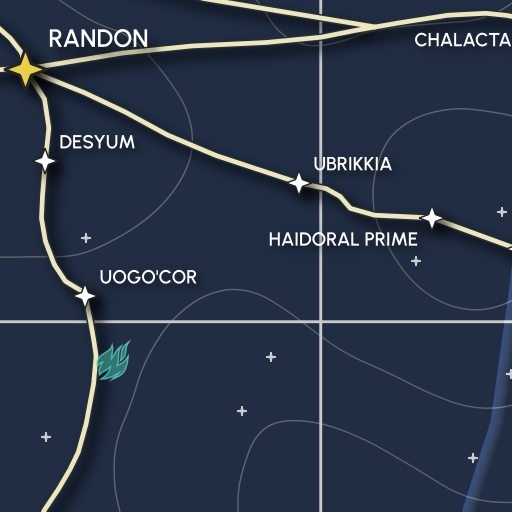 RANDON
CHALACTA
DESYUM
UBRIKKIA
HAIDORAL PRIME
UOGO'COR